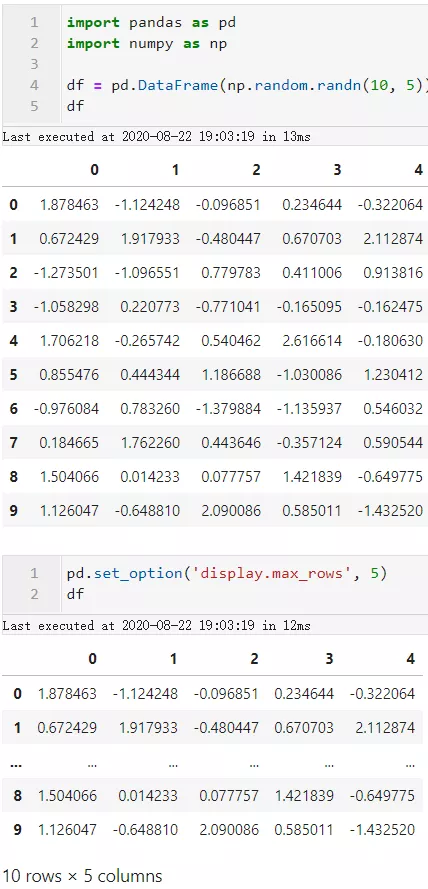 1 import pandas as pd
2 import numpy as np
3
4 df = pd.DataFrame(np.random.randn(10, 5))
5 df
Last executed at 2020-08-22 19:03:19 in 13ms
0 1 2 3 4
0 1.878463 -1.124248 -0.096851 0.234644 -0.322064
1 0.672429 1.917933 -0.480447 0.670703 2.112874
2 -1.273501 -1.096551 0.779783 0.411006 0.913816
3 -1.058298 0.220773 -0.771041 -0.165095 -0.162475
4 1.706218 -0.265742 0.540462 2.616614 -0.180630
5 0.855476 0.444344 1.186688 -1.030086 1.230412
6 -0.976084 0.783260 -1.379884 -1.135937 0.546032
7 0.184665 1.762260 0.443646 -0.357124 0.590544
8 1.504066 0.014233 0.077757 1.421839 -0.649775
9 1.126047 -0.648810 2.090086 0.585011 -1.432520
1 pd.set_option('display.max_rows', 5)
2 df
Last executed at 2020-08-22 19:03:19 in 12ms
0 1 2 3 4
0 1.878463 -1.124248 -0.096851 0.234644 -0.322064
1 0.672429 1.917933 -0.480447 0.670703 2.112874
... ... ... ... ... ...
8 1.504066 0.014233 0.077757 1.421839 -0.649775
9 1.126047 -0.648810 2.090086 0.585011 -1.432520
10 rows × 5 columns